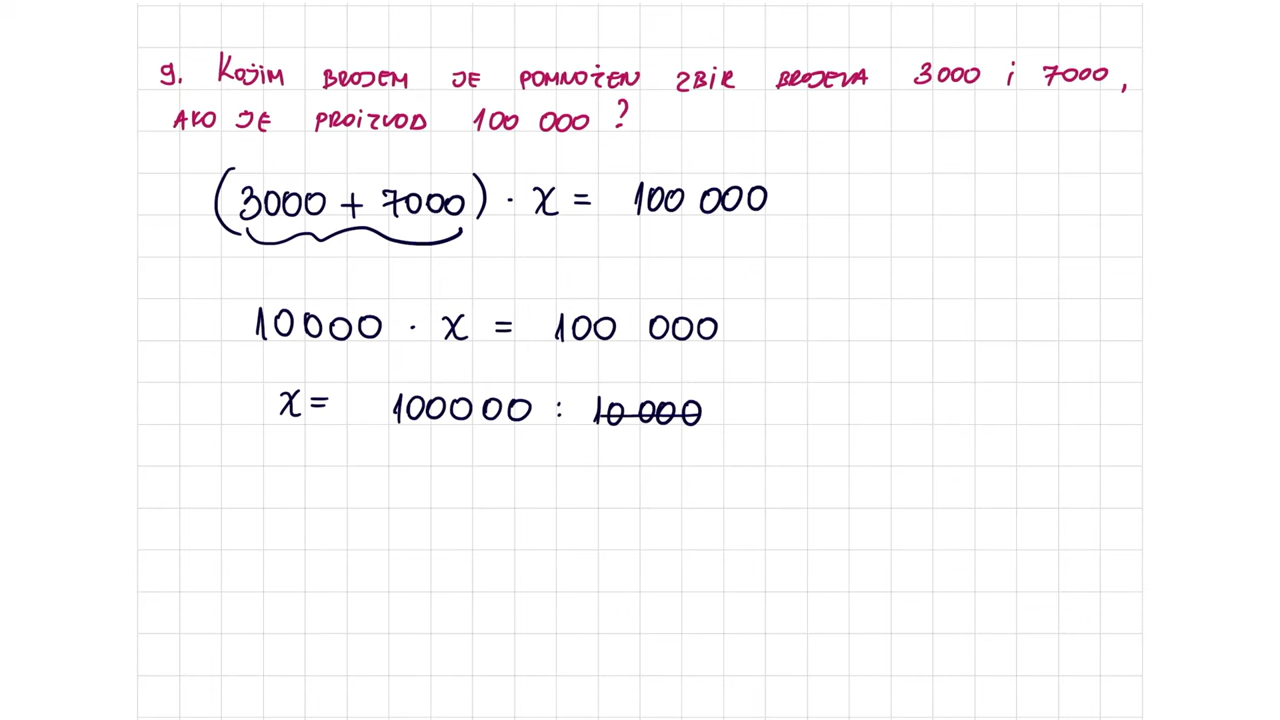 9. Kojim BROJEM JE POMNOŽEN ZBIR BROJEVA 3000 i 7000,
AKO JE PROIZVOD 100 000 ?
(3000 + 7000) · x = 100 000
10000 · x = 100 000
x = 100000 : 10 000